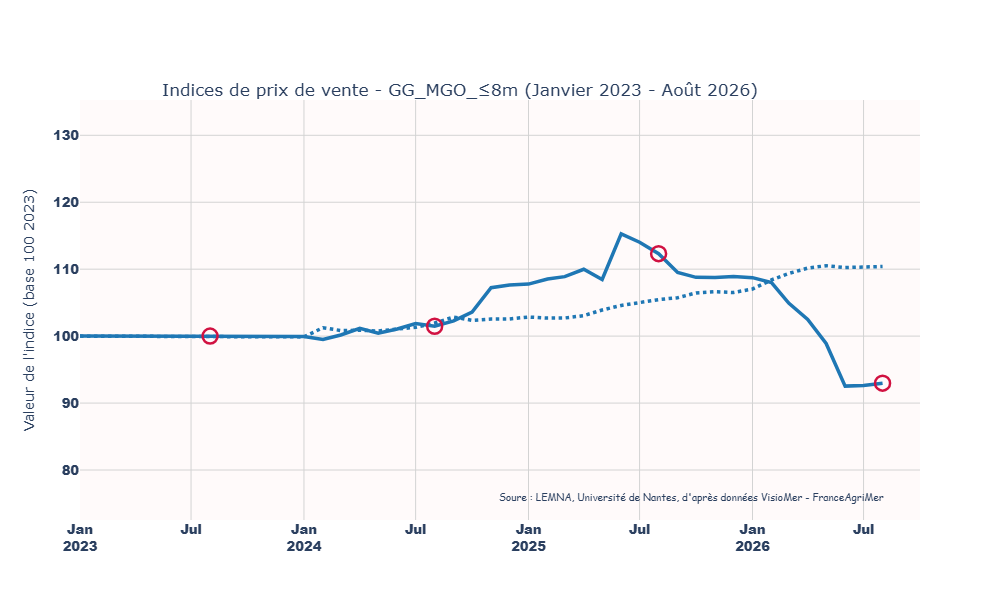 Indices de prix de vente - GG_MGO_≤8m (Janvier 2023 - Août 2026)
Valeur de l'indice (base 100 2023)
130
120
110
100
90
80
Soure : LEMNA, Université de Nantes, d'après données VisioMer - FranceAgriMer
Jan Jul Jan Jul Jan Jul Jan Jul
2023 2024 2025 2026